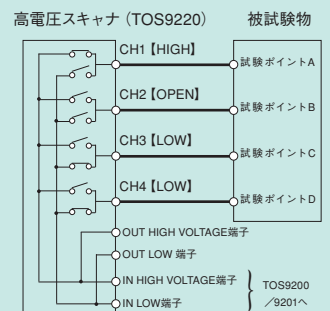 高電圧スキャナ（TOS9220）　被試験物
CH1【HIGH】
試験ポイントA
CH2【OPEN】
試験ポイントB
CH3【LOW】
試験ポイントC
CH4【LOW】
試験ポイントD
OUT HIGH VOLTAGE端子
OUT LOW 端子
IN HIGH VOLTAGE端子
IN LOW端子
TOS9200
／9201へ